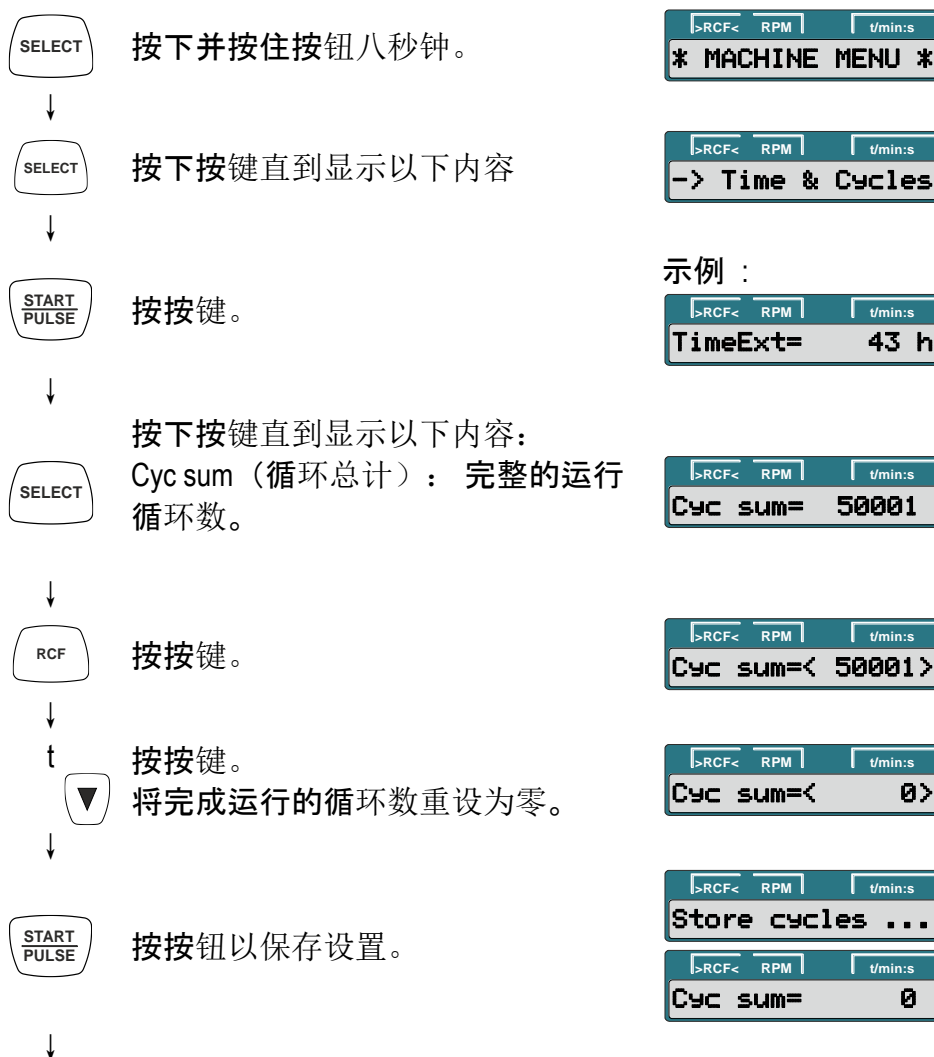 SELECT
按下并按住按钮八秒钟。
>RCF< RPM t/min:s
* MACHINE MENU *
↓
SELECT
按下按键直到显示以下内容
>RCF< RPM t/min:s
-> Time & Cycles
↓
START
PULSE
按按键。
示例 :
>RCF< RPM t/min:s
TimeExt= 43 h
↓
SELECT
按下按键直到显示以下内容：
Cyc sum（循环总计）： 完整的运行
循环数。
>RCF< RPM t/min:s
Cyc sum= 50001
↓
RCF
按按键。
>RCF< RPM t/min:s
Cyc sum=< 50001>
↓
t
▼
按按键。
将完成运行的循环数重设为零。
>RCF< RPM t/min:s
Cyc sum=< 0>
↓
START
PULSE
按按钮以保存设置。
>RCF< RPM t/min:s
Store cycles ...
>RCF< RPM t/min:s
Cyc sum= 0
↓